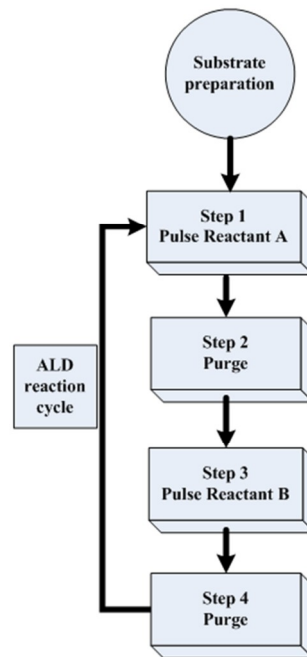 Substrate
preparation
Step 1
Pulse Reactant A
Step 2
Purge
ALD
reaction
cycle
Step 3
Pulse Reactant B
Step 4
Purge